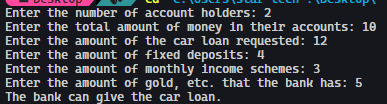 Enter the number of account holders: 2
Enter the total amount of money in their accounts: 10
Enter the amount of the car loan requested: 12
Enter the amount of fixed deposits: 4
Enter the amount of monthly income schemes: 3
Enter the amount of gold, etc. that the bank has: 5
The bank can give the car loan.